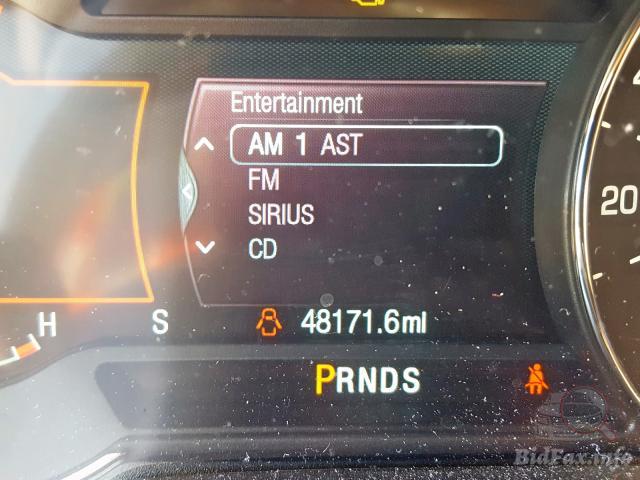 Entertainment
AM 1 AST
FM
SIRIUS
CD
20
H
S
48171.6mi
PRNDS
BidFax.info